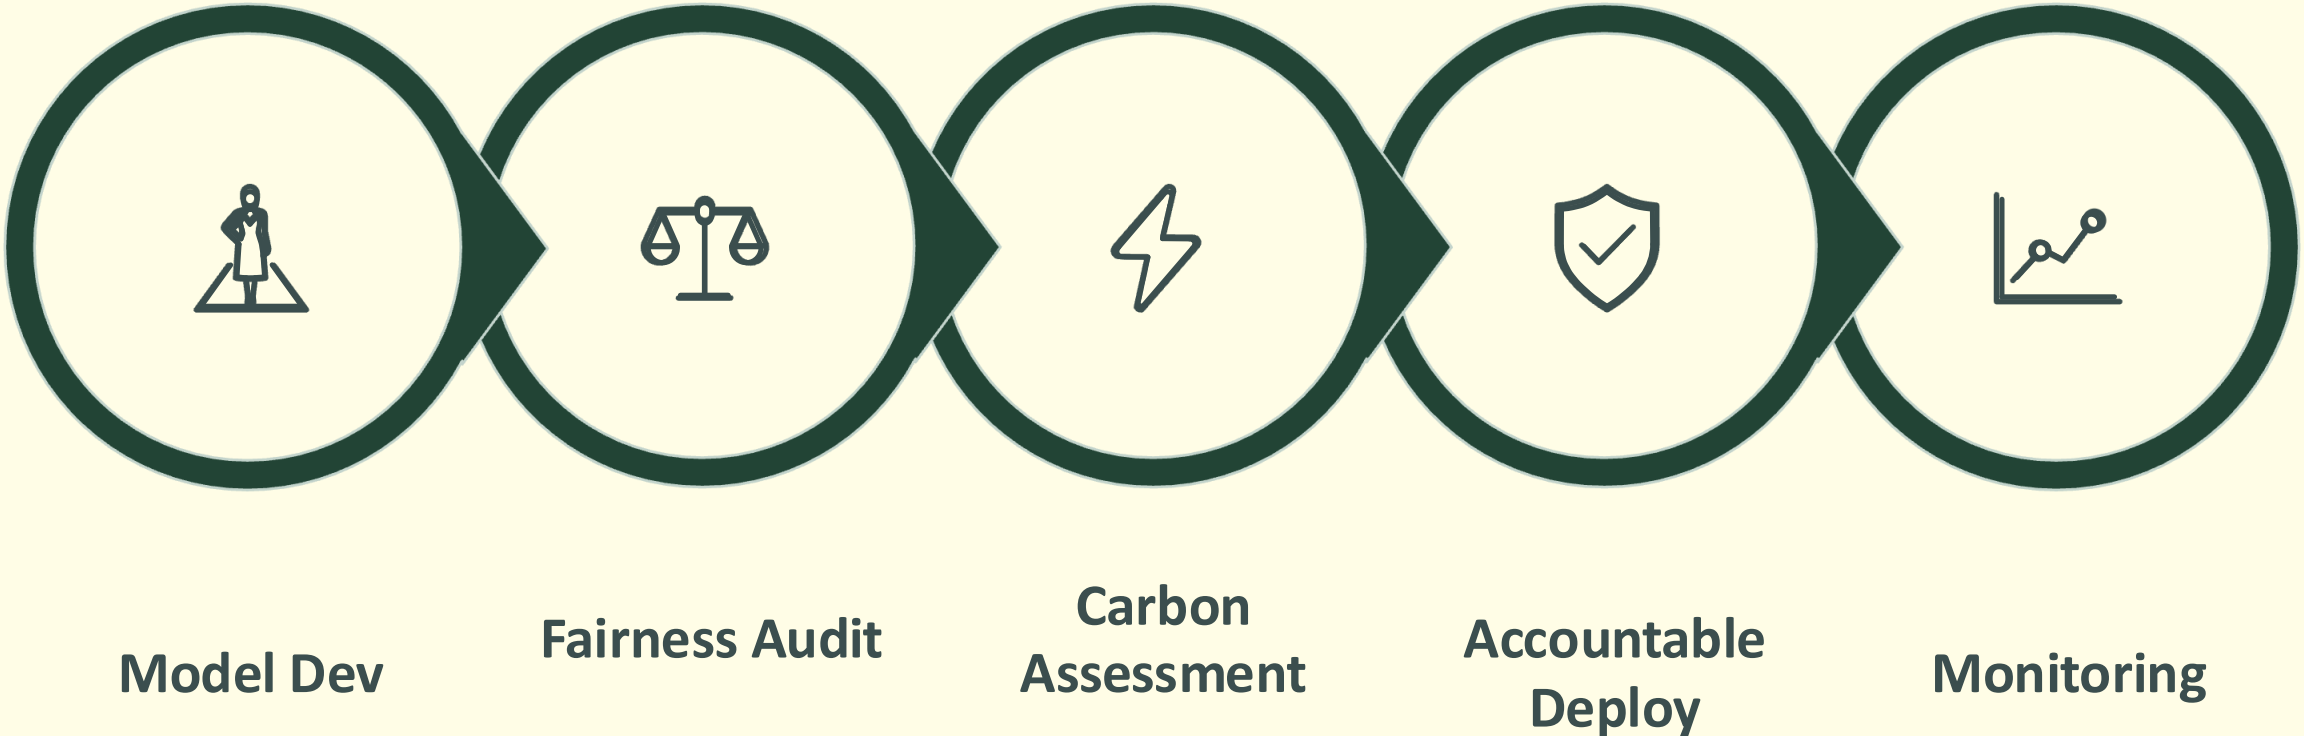 Model Dev
Fairness Audit
Carbon
Assessment
Accountable
Deploy
Monitoring